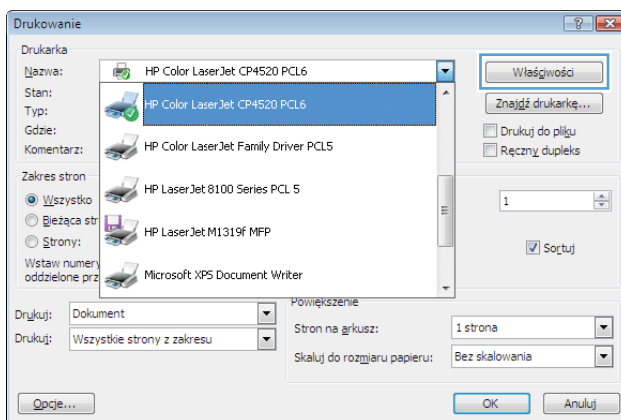 Drukowanie
Drukarka
Nazwa:
HP Color LaserJet CP4520 PCL6
Właściwości
Stan:
HP Color LaserJet CP4520 PCL6
Znajdź drukarkę...
Typ:
Gdzie:
HP Color LaserJet Family Driver PCL5
Drukuj do pliku
Komentarz:
Ręczny dupleks
Zakres stron
HP LaserJet 8100 Series PCL 5
Wszystko
1
Bieżąca str
HP LaserJet M1319f MFP
Strony:
Sortuj
Wstaw numery
oddzielone prz
Microsoft XPS Document Writer
Powiększenie
Drukuj:
Dokument
Stron na arkusz:
1 strona
Drukuj:
Wszystkie strony z zakresu
Skaluj do rozmiaru papieru:
Bez skalowania
Opcje...
OK
Anuluj